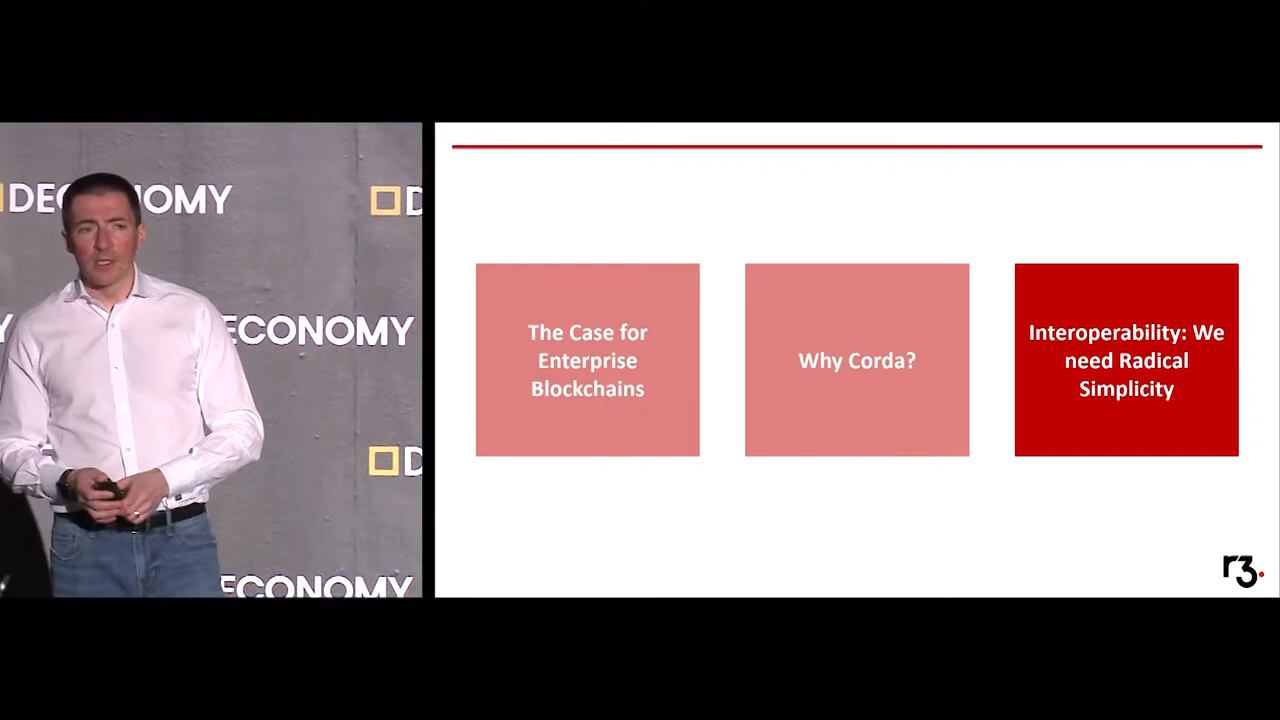 DECONOMY D
Y ECONOMY
D
ECONOMY
The Case for
Enterprise
Blockchains
Why Corda?
Interoperability: We
need Radical
Simplicity
r3.